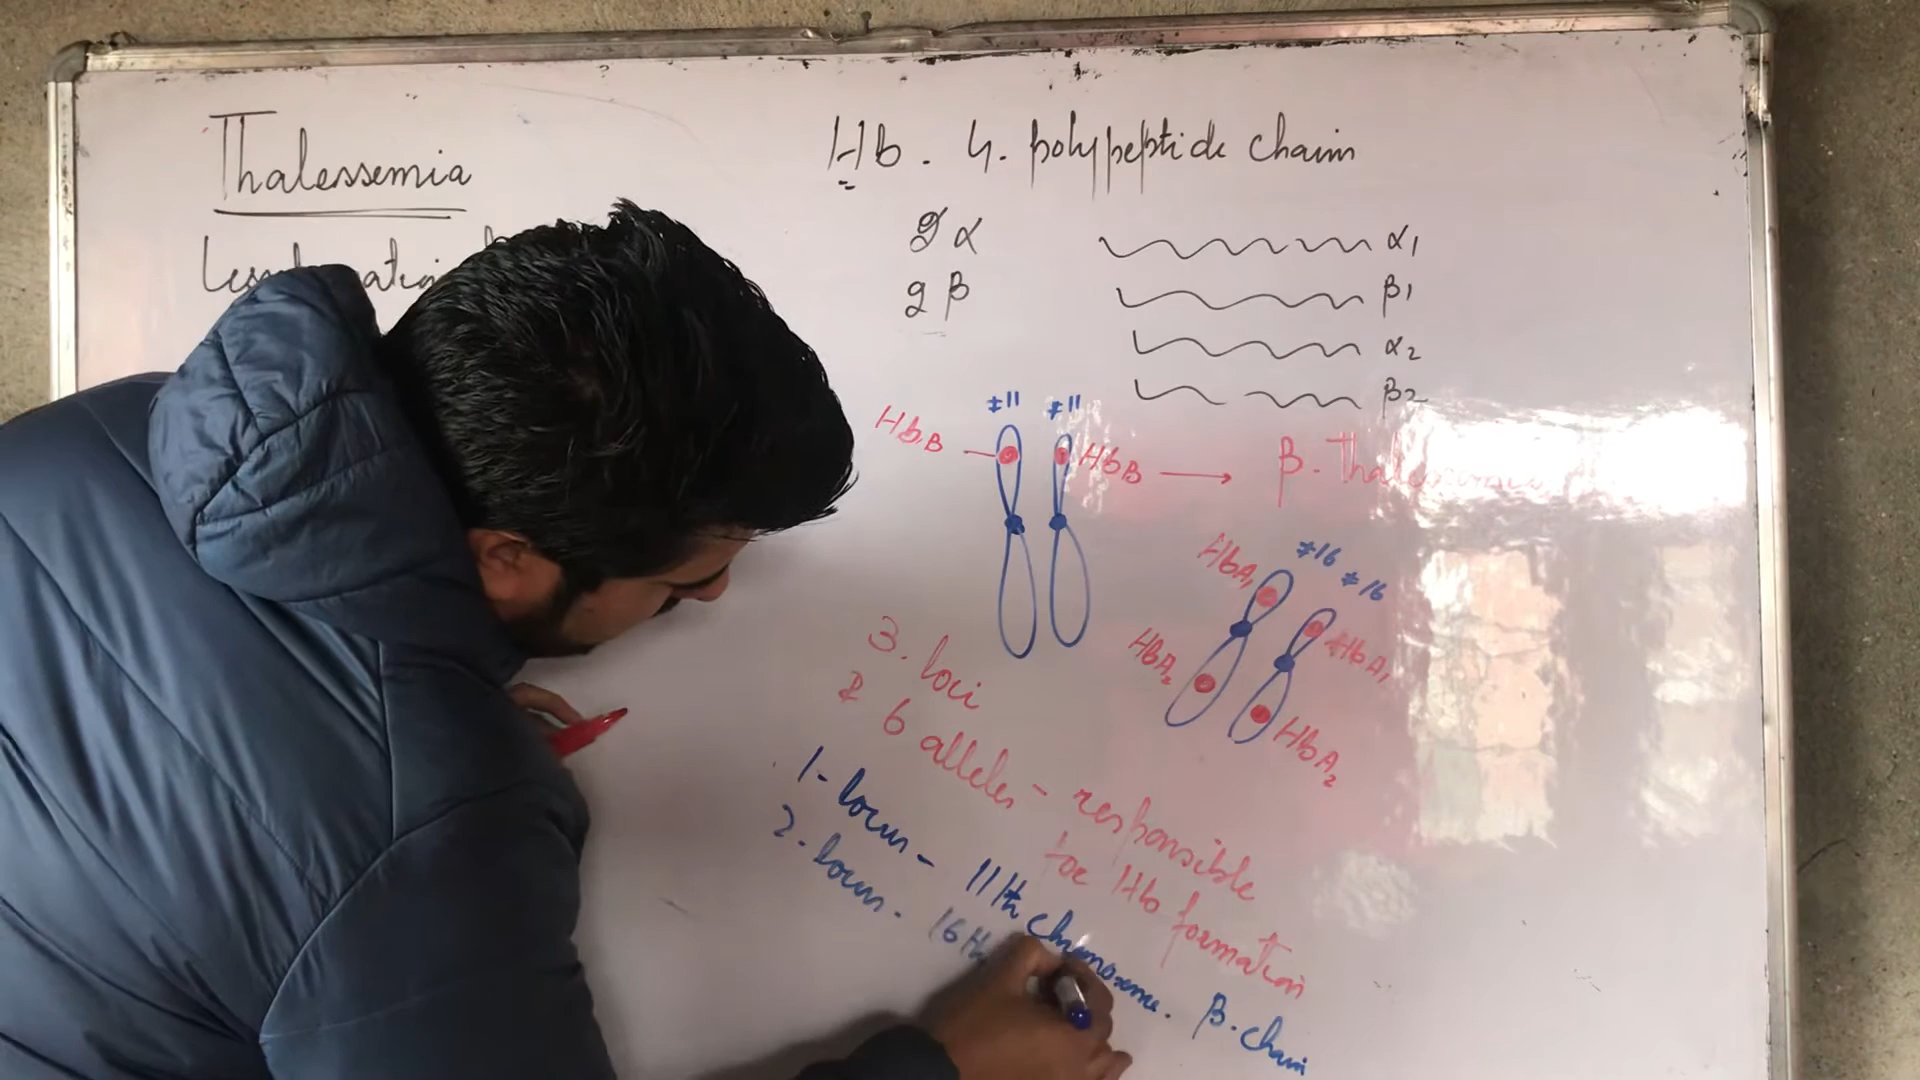 Thalessemia
Hb. 4. polypeptide chain
2 α
2 β
α1
β1
α2
β2
#11 #11
HbB
HbB → β. Thalessemia
#16
#16
HbA1
HbA1
HbA2
HbA2
3. loci
& 6 alleles - responsible
for Hb formation
1- locus - 11th chromosome. β. chain
2. locus. 16th